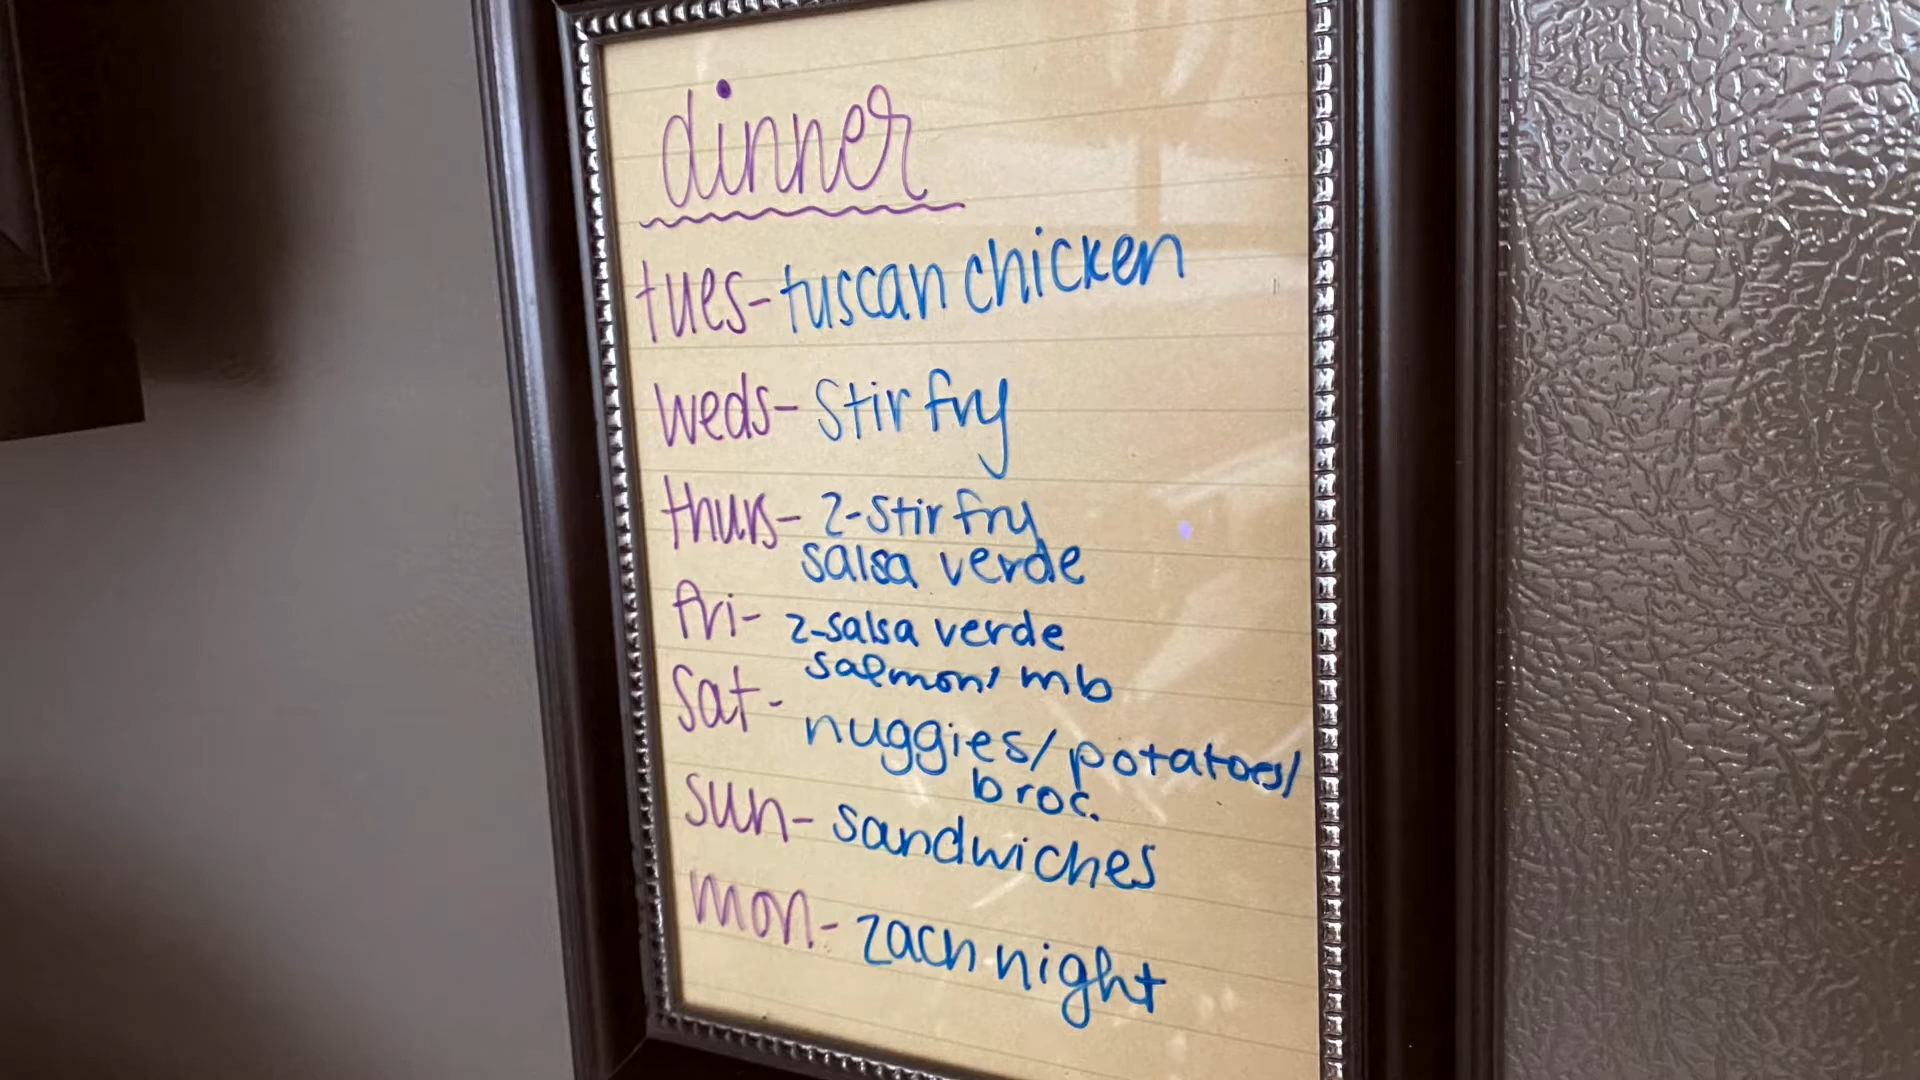 dinner
tues- tuscan chicken
weds- stir fry
thurs- 2-stir fry
salsa verde
fri- 2-salsa verde
salmon, mb
sat- nuggies/potatoes/
broc.
sun- sandwiches
mon- zach night